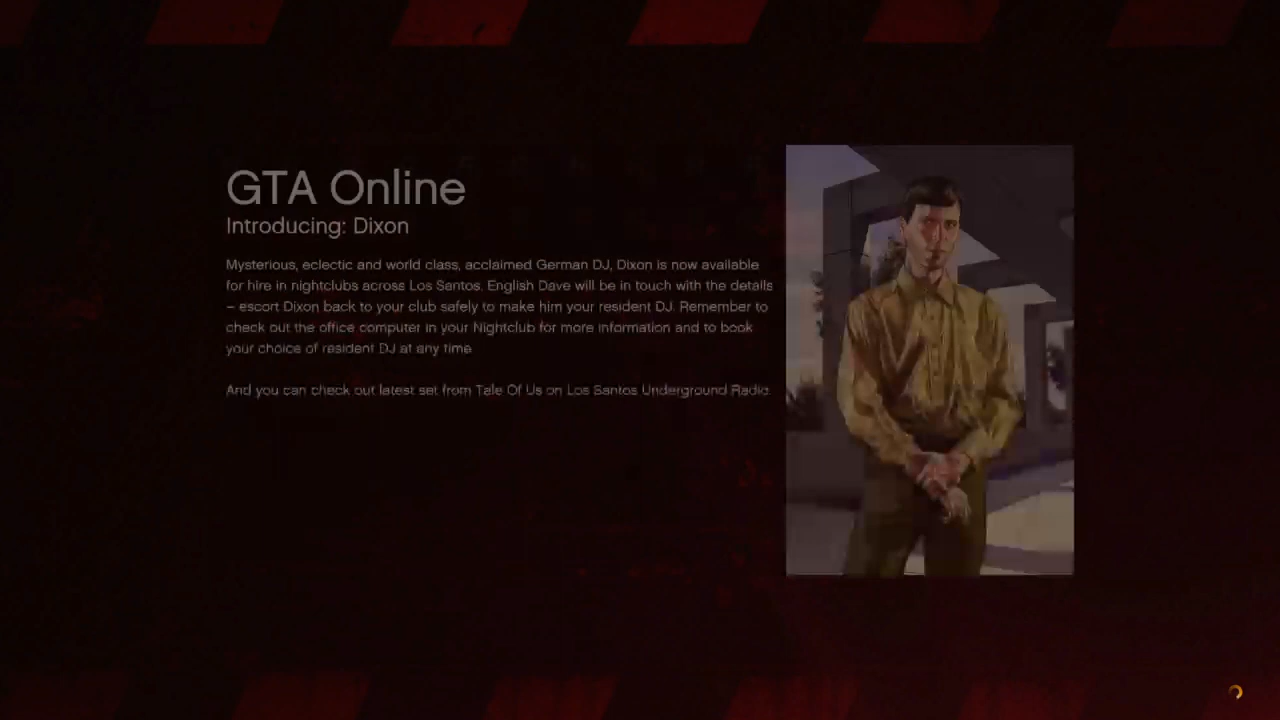 GTA Online
Introducing: Dixon
Mysterious, eclectic and world class, acclaimed German DJ, Dixon is now available
for hire in nightclubs across Los Santos. English Dave will be in touch with the details
– escort Dixon back to your club safely to make him your resident DJ. Remember to
check out the office computer in your Nightclub for more information and to book
your choice of resident DJ at any time.
And you can check out latest set from Tale Of Us on Los Santos Underground Radio.